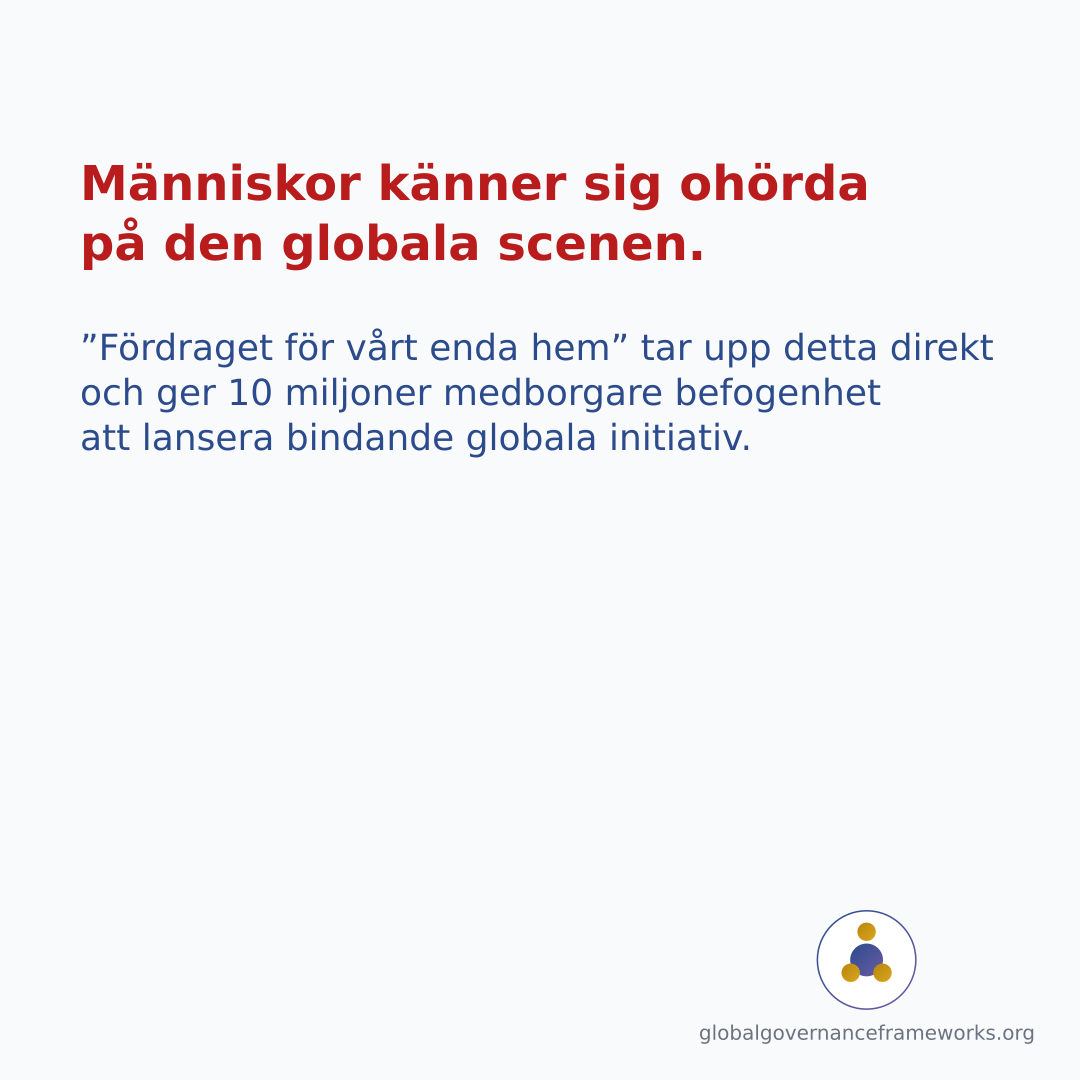 Människor känner sig ohörda
på den globala scenen.
”Fördraget för vårt enda hem” tar upp detta direkt
och ger 10 miljoner medborgare befogenhet
att lansera bindande globala initiativ.
globalgovernanceframeworks.org